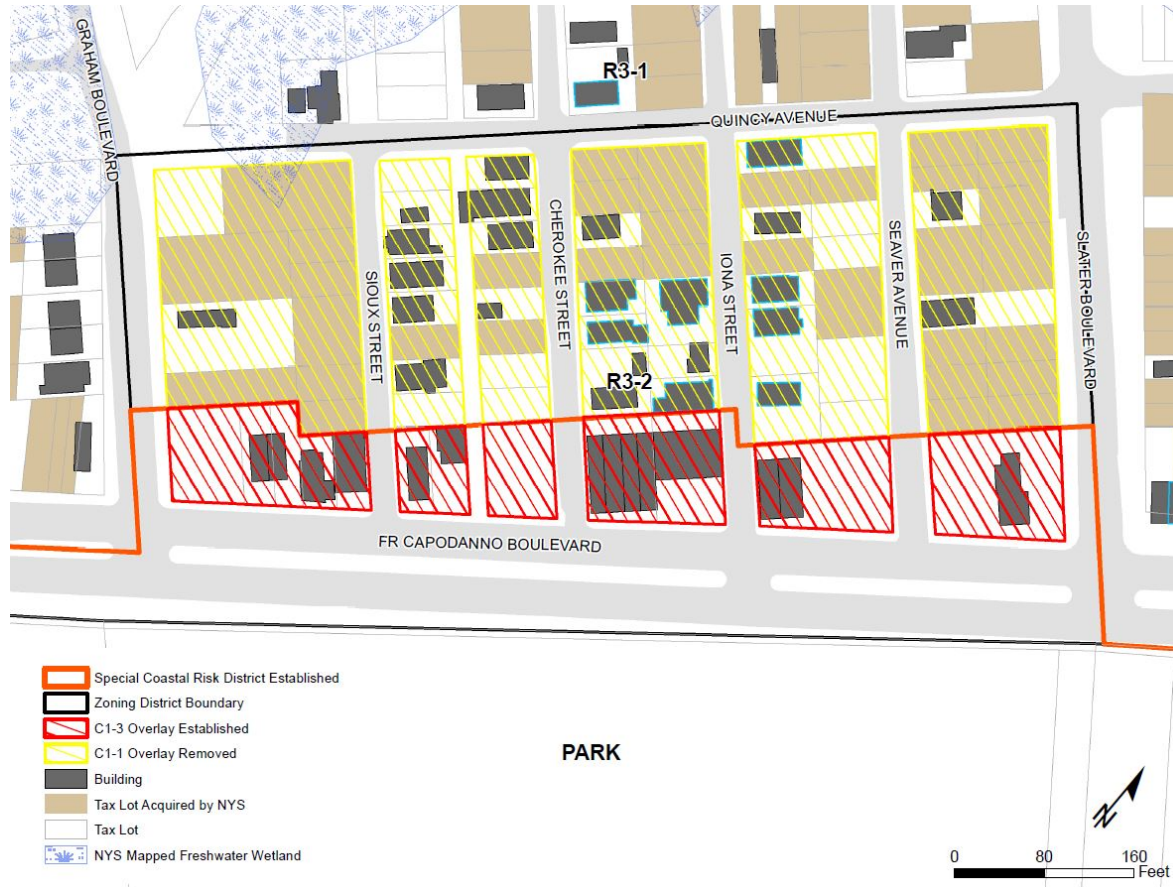 GRAHAM BOULEVARD
R3-1
QUINCY AVENUE
SIOUX STREET
CHEROKEE STREET
IONA STREET
SEAVER AVENUE
SLATER BOULEVARD
R3-2
FR CAPODANNO BOULEVARD
Special Coastal Risk District Established
Zoning District Boundary
C1-3 Overlay Established
C1-1 Overlay Removed
Building
Tax Lot Acquired by NYS
Tax Lot
NYS Mapped Freshwater Wetland
PARK
N
0 80 160
Feet